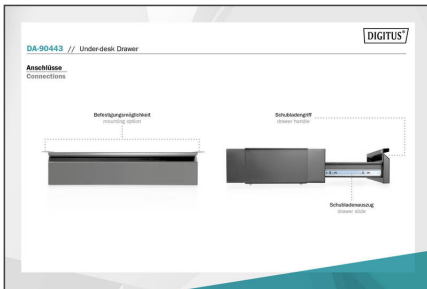 DIGITUS®
DA-90443 // Under-desk Drawer
Anschlüsse
Connections
Befestigungsmöglichkeit
mounting option
Schubladengriff
drawer handle
Schubladenauszug
drawer slide